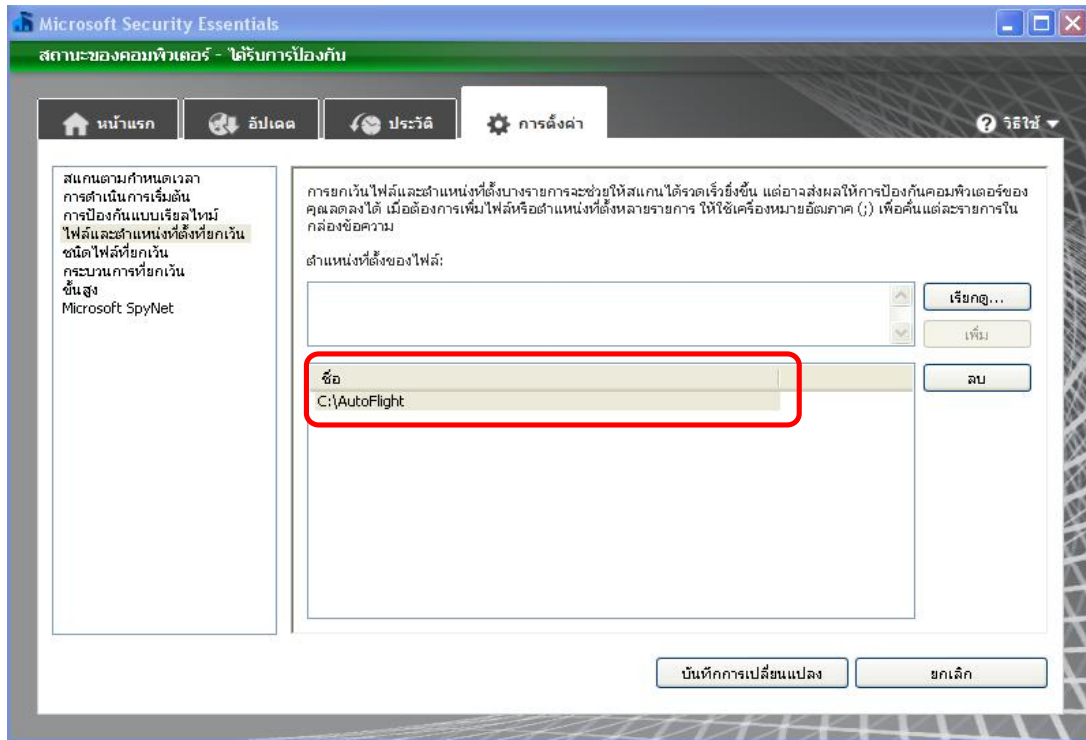 Microsoft Security Essentials
สถานะของคอมพิวเตอร์ - ได้รับการป้องกัน
หน้าแรก
อัปเดต
ประวัติ
การตั้งค่า
วิธีใช้
สแกนตามกำหนดเวลา
การดำเนินการเริ่มต้น
การป้องกันแบบเรียลไทม์
ไฟล์และตำแหน่งที่ตั้งที่ยกเว้น
ชนิดไฟล์ที่ยกเว้น
กระบวนการที่ยกเว้น
ขั้นสูง
Microsoft SpyNet
การยกเว้นไฟล์และตำแหน่งที่ตั้งบางรายการจะช่วยให้สแกนได้รวดเร็วยิ่งขึ้น แต่อาจส่งผลให้การป้องกันคอมพิวเตอร์ของ
คุณลดลงได้ เมื่อต้องการเพิ่มไฟล์หรือตำแหน่งที่ตั้งหลายรายการ ให้ใช้เครื่องหมายอัฒภาค (;) เพื่อคั่นแต่ละรายการใน
กล่องข้อความ
ตำแหน่งที่ตั้งของไฟล์:
เรียกดู...
เพิ่ม
ชื่อ
ลบ
C:\AutoFlight
บันทึกการเปลี่ยนแปลง
ยกเลิก